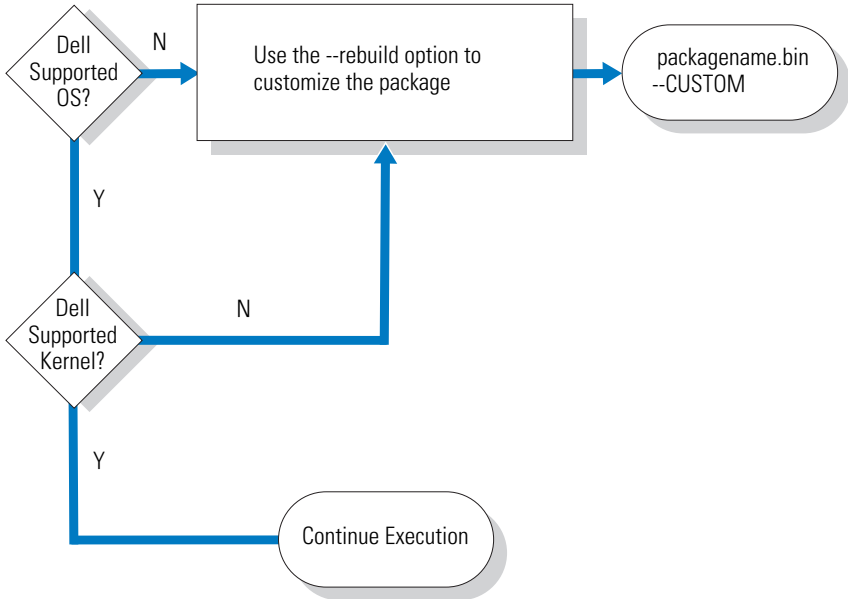 Dell
Supported
OS?
N
Use the --rebuild option to
customize the package
packagename.bin
--CUSTOM
Y
Dell
Supported
Kernel?
N
Y
Continue Execution